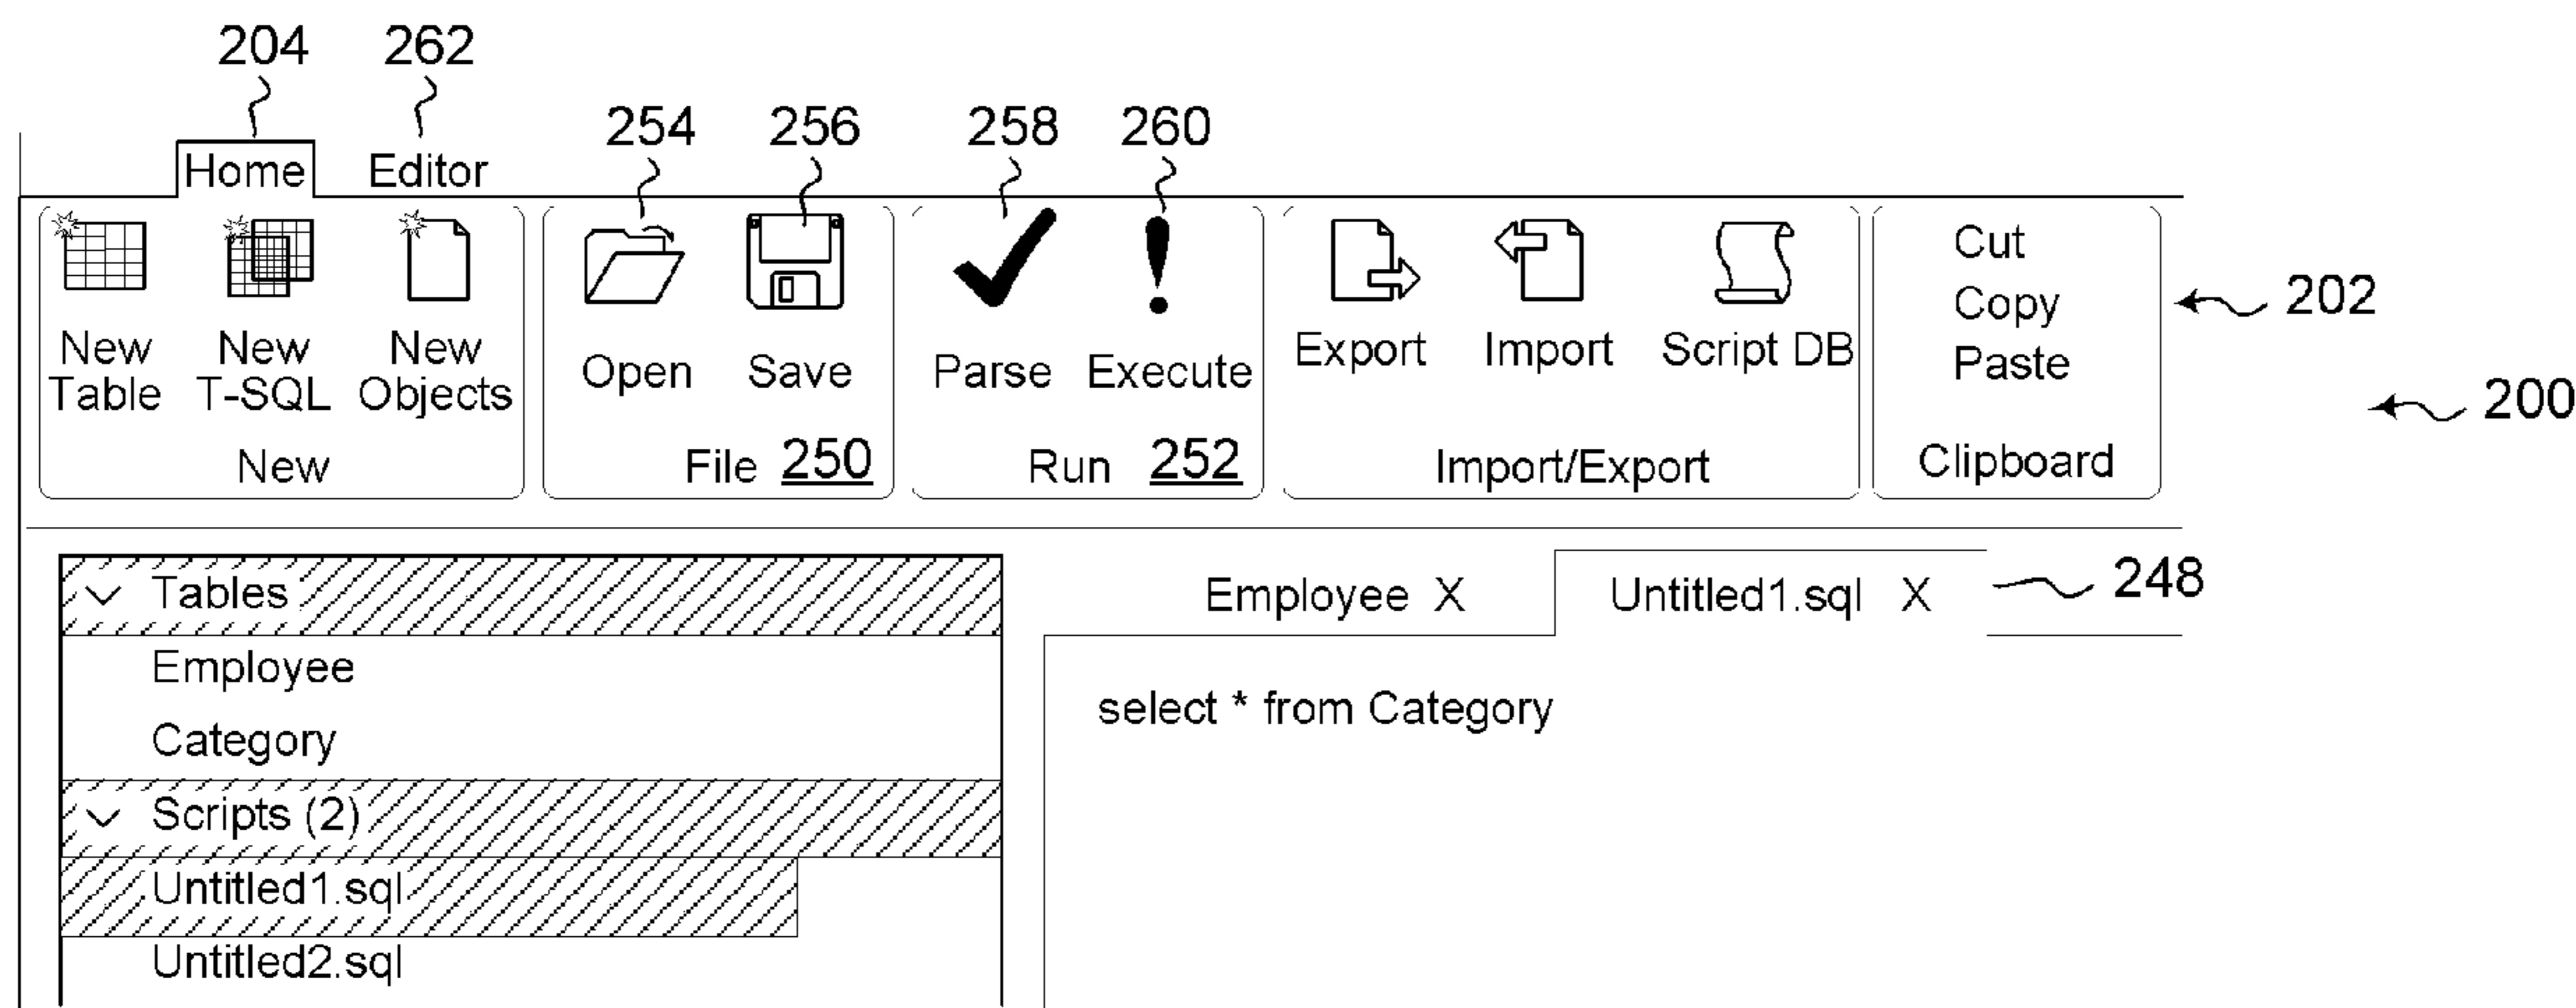 204 262
254 256 258 260
Home Editor
New Table
New T-SQL
New Objects
New
Open
Save
File 250
Parse
Execute
Run 252
Export
Import
Script DB
Import/Export
Cut
Copy
Paste
Clipboard
202
200
Tables
Employee
Category
Scripts (2)
Untitled1.sql
Untitled2.sql
Employee X
Untitled1.sql X
248
select * from Category